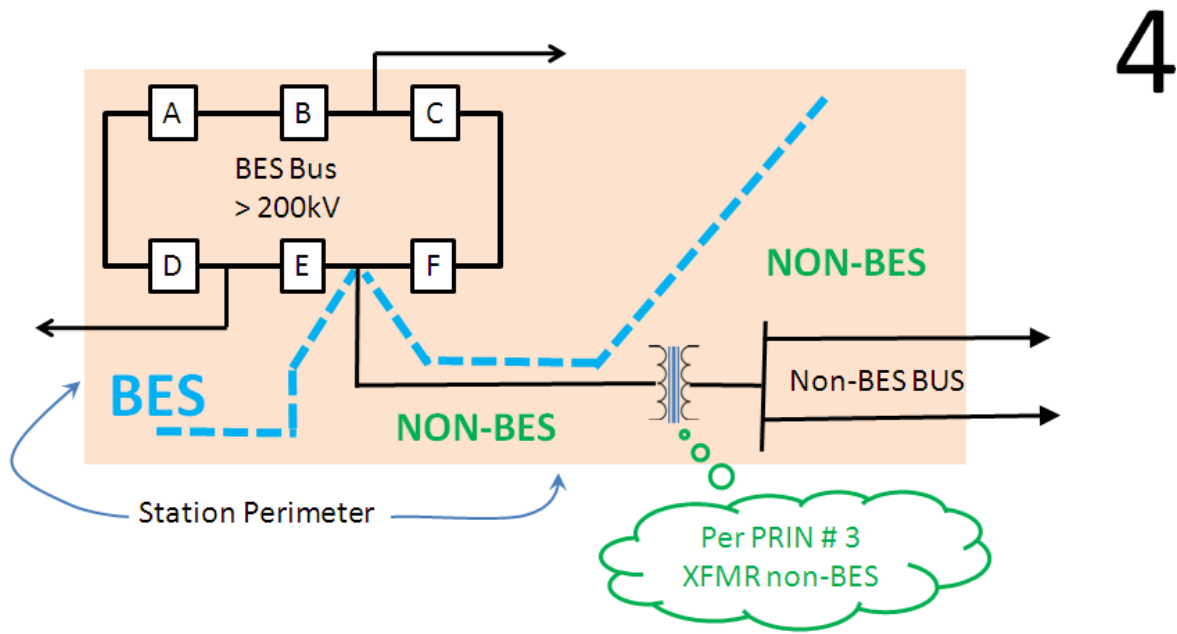 4
A
B
C
BES Bus
> 200kV
D
E
F
NON-BES
BES
NON-BES
Non-BES BUS
Station Perimeter
Per PRIN # 3
XFMR non-BES